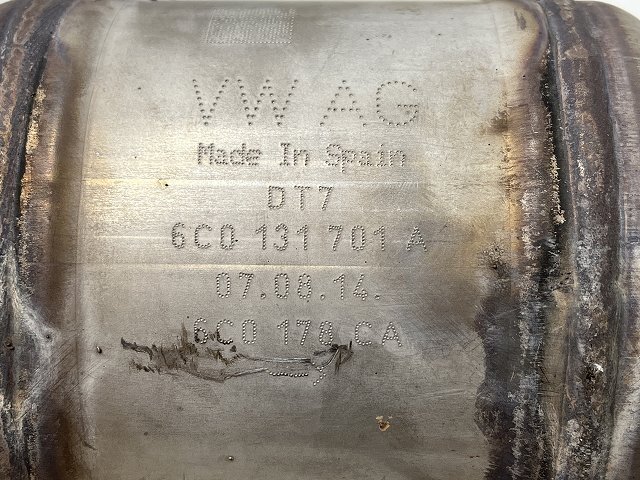 VW AG
Made In Spain
DT7
6C0 131 701 A
07.08.14.
6C0 178 CA